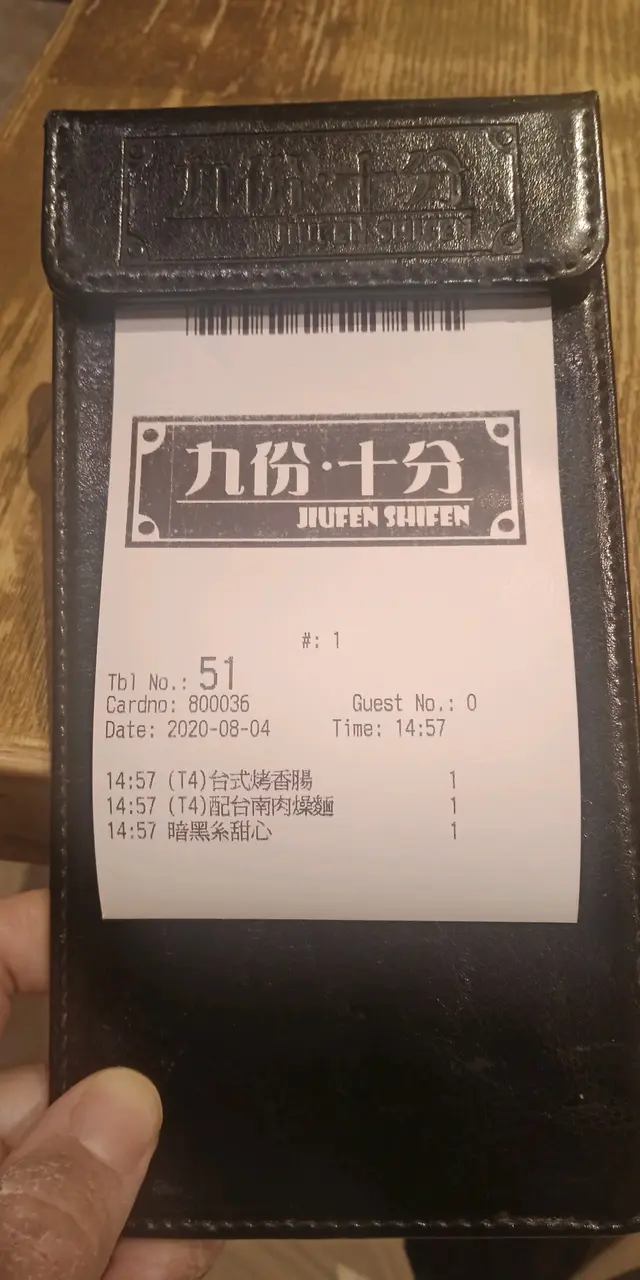 九份·十分
JIUFEN SHIFEN
九份·十分
JIUFEN SHIFEN
#: 1
Tbl No.: 51
Cardno: 800036 Guest No.: 0
Date: 2020-08-04 Time: 14:57
14:57 (T4)台式烤香腸 1
14:57 (T4)配台南肉燥麵 1
14:57 暗黑系甜心 1